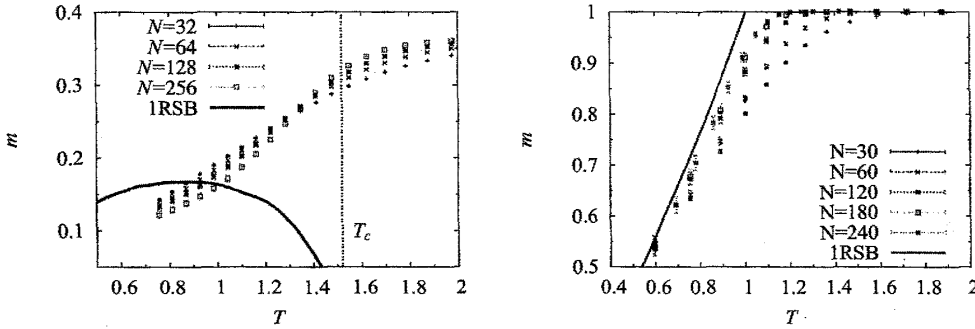 N=32
N=64
N=128
N=256
1RSB
m
0.4
0.3
0.2
0.1
T_c
0.6 0.8 1 1.2 1.4 1.6 1.8 2
T
m
1
0.9
0.8
0.7
0.6
0.5
N=30
N=60
N=120
N=180
N=240
1RSB
0.4 0.6 0.8 1 1.2 1.4 1.6 1.8 2
T